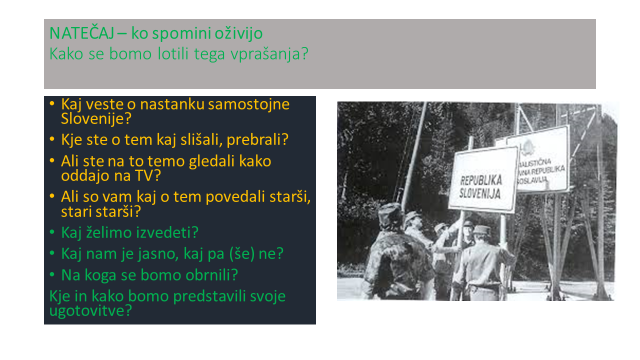 NATEČAJ – ko spomini oživijo
Kako se bomo lotili tega vprašanja?
• Kaj veste o nastanku samostojne
Slovenije?
• Kje ste o tem kaj slišali, prebrali?
• Ali ste na to temo gledali kako
oddajo na TV?
• Ali so vam kaj o tem povedali starši,
stari starši?
• Kaj želimo izvedeti?
• Kaj nam je jasno, kaj pa (še) ne?
• Na koga se bomo obrnili?
Kje in kako bomo predstavili svoje
ugotovitve?
REPUBLIKA
SLOVENIJA
ALISTIČNA
REPUBLIKA